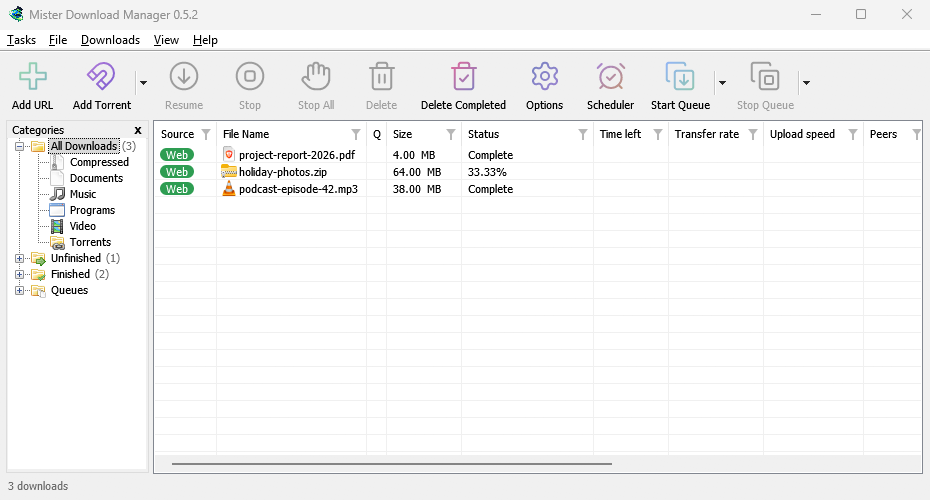 Mister Download Manager 0.5.2
Tasks File Downloads View Help
Add URL Add Torrent Resume Stop Stop All Delete Delete Completed Options Scheduler Start Queue Stop Queue
Categories x
All Downloads (3)
Compressed
Documents
Music
Programs
Video
Torrents
Unfinished (1)
Finished (2)
Queues
Source File Name Q Size Status Time left Transfer rate Upload speed Peers
Web project-report-2026.pdf 4.00 MB Complete
Web holiday-photos.zip 64.00 MB 33.33%
Web podcast-episode-42.mp3 38.00 MB Complete
3 downloads